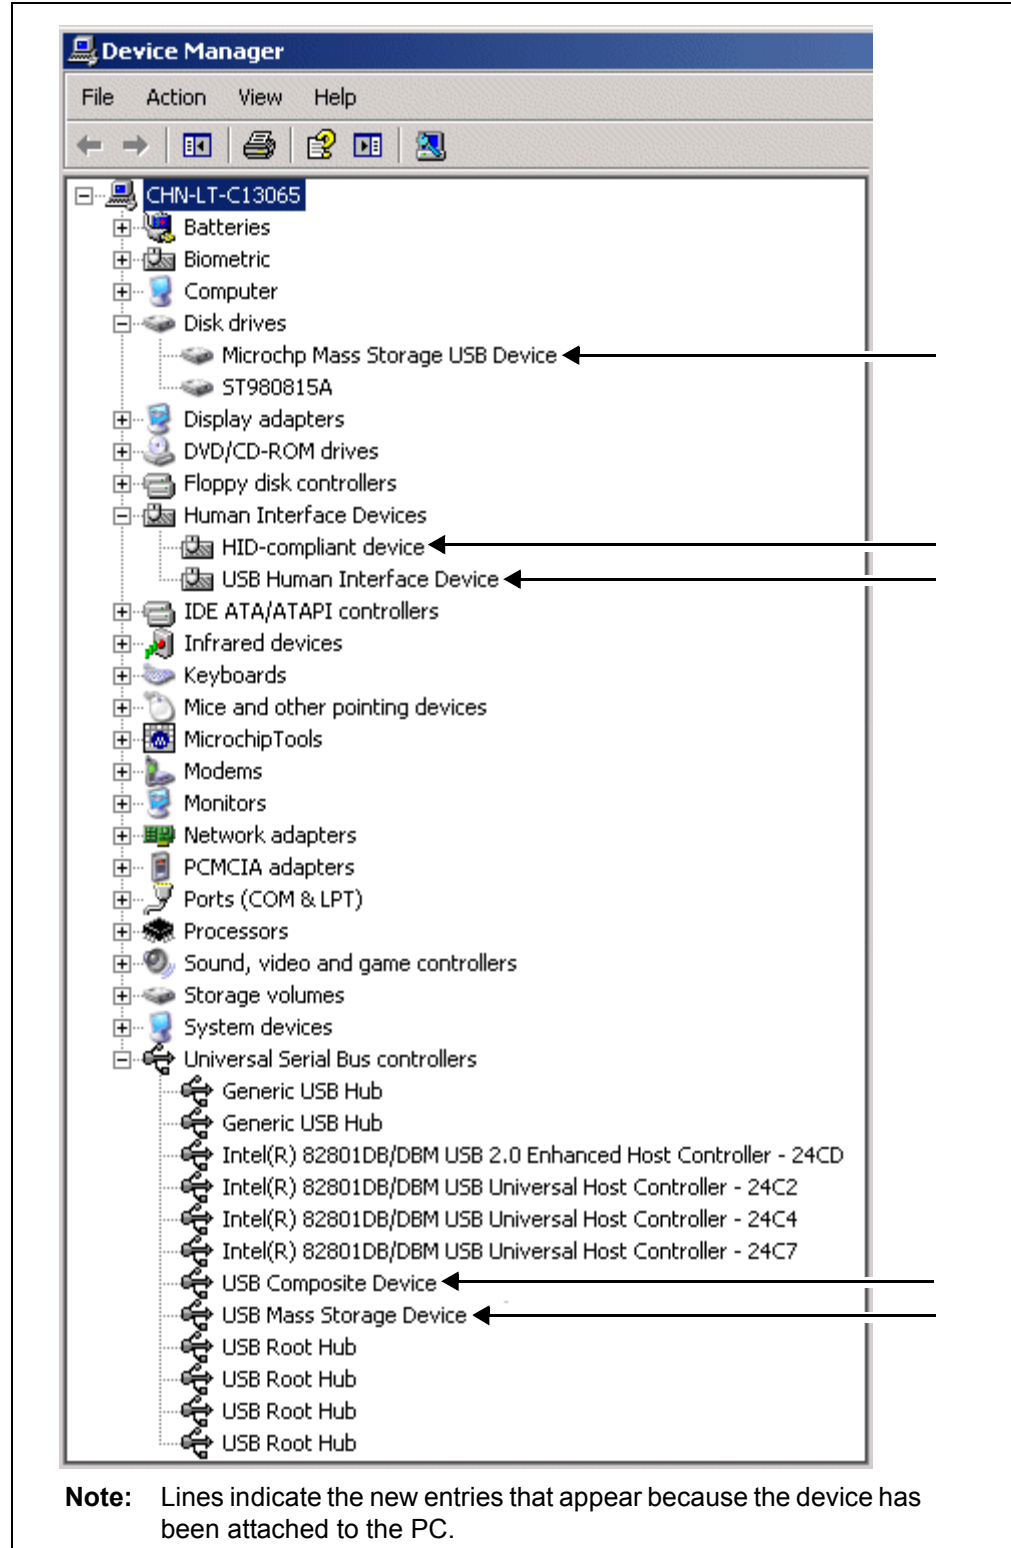 Device Manager
File Action View Help
CHN-LT-C13065
Batteries
Biometric
Computer
Disk drives
Microchp Mass Storage USB Device
ST980815A
Display adapters
DVD/CD-ROM drives
Floppy disk controllers
Human Interface Devices
HID-compliant device
USB Human Interface Device
IDE ATA/ATAPI controllers
Infrared devices
Keyboards
Mice and other pointing devices
MicrochipTools
Modems
Monitors
Network adapters
PCMCIA adapters
Ports (COM & LPT)
Processors
Sound, video and game controllers
Storage volumes
System devices
Universal Serial Bus controllers
Generic USB Hub
Generic USB Hub
Intel(R) 82801DB/DBM USB 2.0 Enhanced Host Controller - 24CD
Intel(R) 82801DB/DBM USB Universal Host Controller - 24C2
Intel(R) 82801DB/DBM USB Universal Host Controller - 24C4
Intel(R) 82801DB/DBM USB Universal Host Controller - 24C7
USB Composite Device
USB Mass Storage Device
USB Root Hub
USB Root Hub
USB Root Hub
USB Root Hub
Note: Lines indicate the new entries that appear because the device has
been attached to the PC.